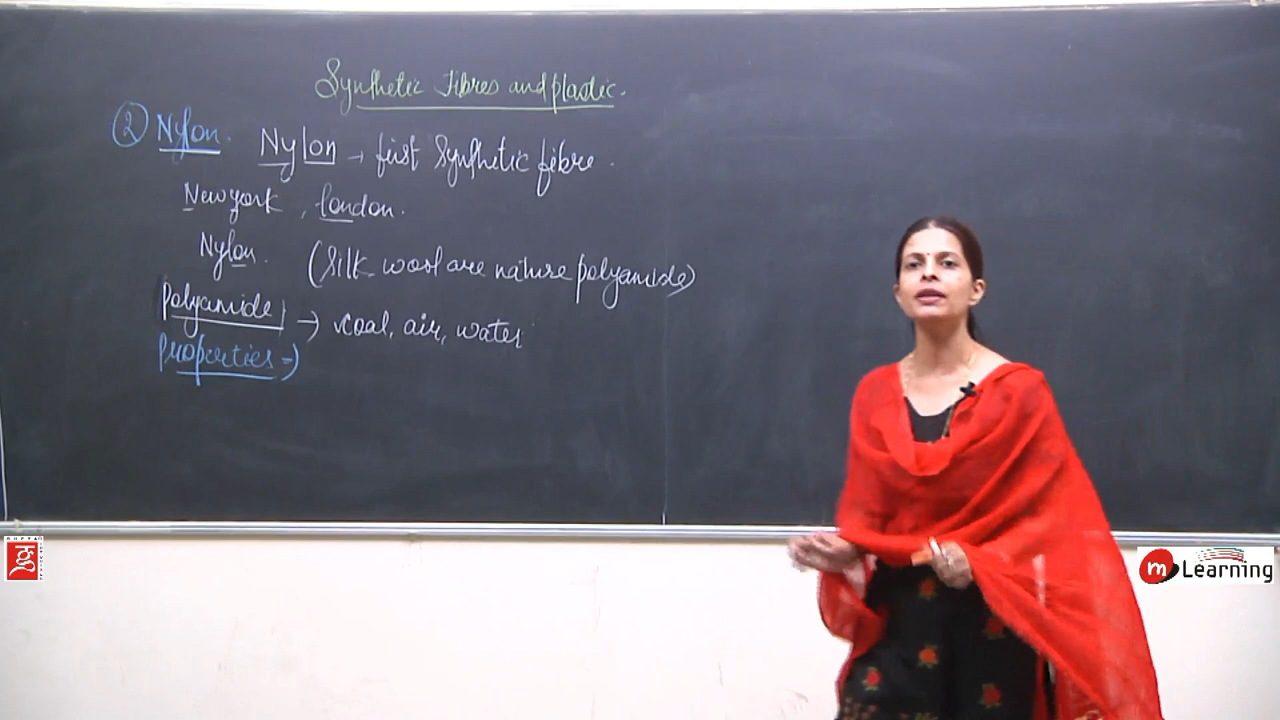 Synthetic Fibres and plastic.
② Nylon. Nylon → first Synthetic fibre.
Newyork, London.
Nylon. (Silk wool are nature polyamide)
polyamide → coal, air, water
Properties →
m Learning